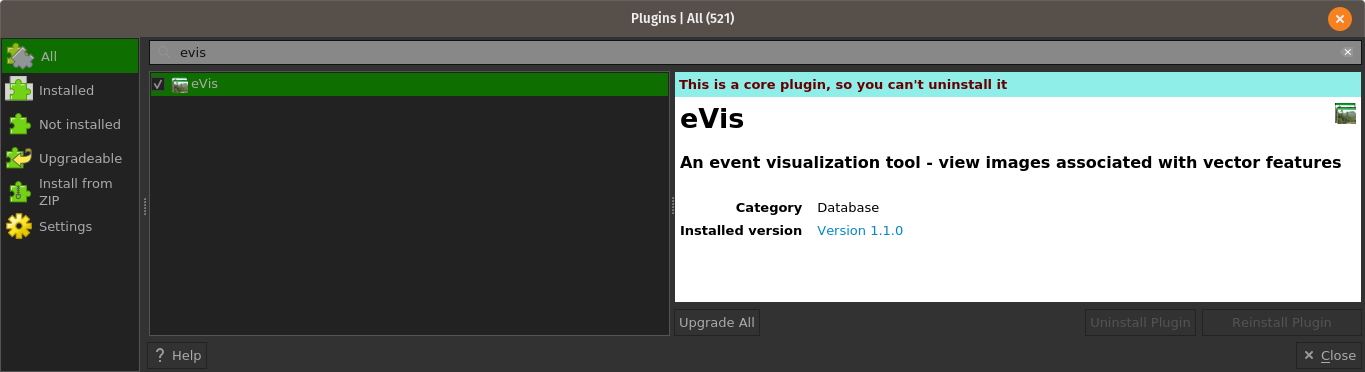 Plugins | All (521)
All
Installed
Not installed
Upgradeable
Install from
ZIP
Settings
evis
eVis
This is a core plugin, so you can't uninstall it
eVis
An event visualization tool - view images associated with vector features
Category Database
Installed version Version 1.1.0
Upgrade All
Uninstall Plugin
Reinstall Plugin
? Help
Close